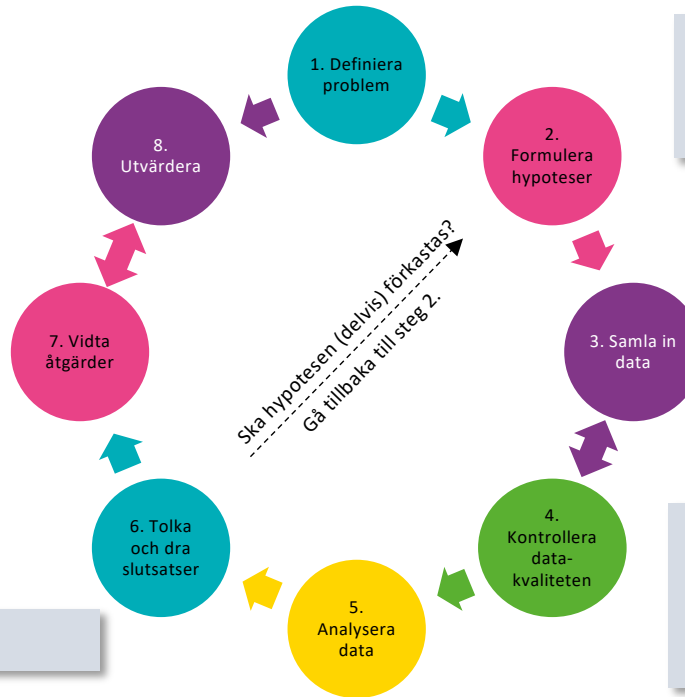 1. Definiera
problem
2.
Formulera
hypoteser
3. Samla in
data
4.
Kontrollera
data-
kvaliteten
5.
Analysera
data
6. Tolka
och dra
slutsatser
7. Vidta
åtgärder
8.
Utvärdera
Ska hypotesen (delvis) förkastas?
Gå tillbaka till steg 2.